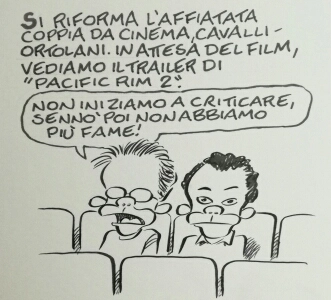 SI RIFORMA L'AFFIATATA
COPPIA DA CINEMA, CAVALLI-
ORTOLANI. IN ATTESA DEL FILM,
VEDIAMO IL TRAILER DI
"PACIFIC RIM 2".
NON INIZIAMO A CRITICARE,
SENNO' POI NON ABBIAMO
PIÙ FAME!